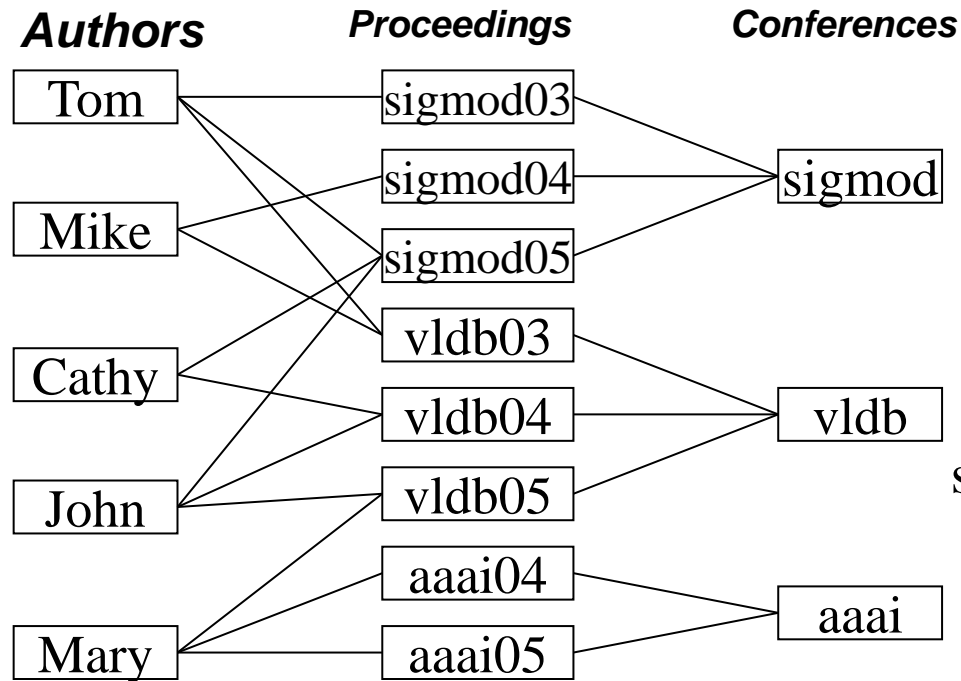 Authors
Proceedings
Conferences
Tom
Mike
Cathy
John
Mary
sigmod03
sigmod04
sigmod05
vldb03
vldb04
vldb05
aaai04
aaai05
sigmod
vldb
aaai
s